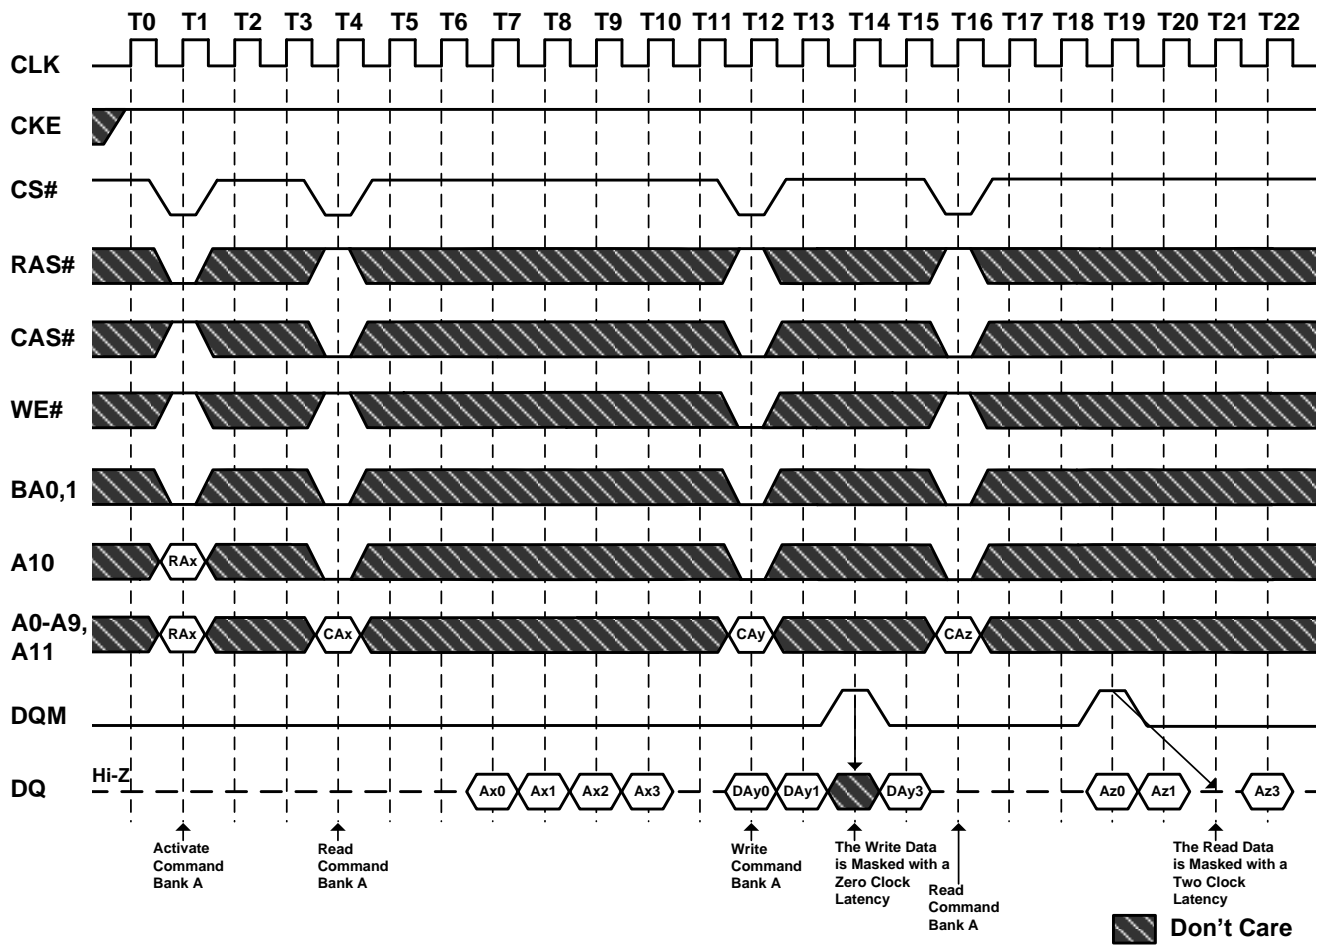 T0 T1 T2 T3 T4 T5 T6 T7 T8 T9 T10 T11 T12 T13 T14 T15 T16 T17 T18 T19 T20 T21 T22
CLK
CKE
CS#
RAS#
CAS#
WE#
BA0,1
A10
RAx
A0-A9,
A11
RAx CAx CAy CAz
DQM
Hi-Z
DQ
Ax0 Ax1 Ax2 Ax3 DAy0 DAy1 DAy3 Az0 Az1 Az3
Activate
Command
Bank A
Read
Command
Bank A
Write
Command
Bank A
The Write Data
is Masked with a
Zero Clock
Latency
Read
Command
Bank A
The Read Data
is Masked with a
Two Clock
Latency
Don't Care